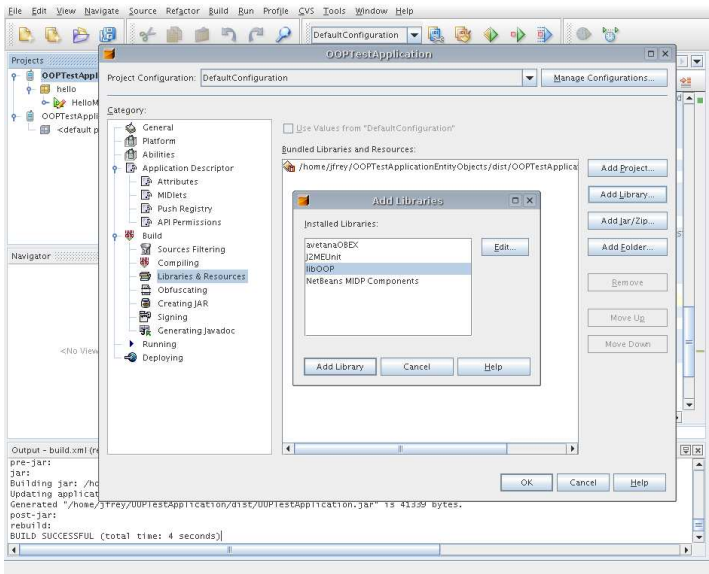 File Edit View Navigate Source Refactor Build Run Profile CVS Tools Window Help
DefaultConfiguration
Projects
OOPTestAppl
hello
HelloM
OOPTestAppli
<default p
Navigator
<No View
OOPTestApplication
Project Configuration: DefaultConfiguration
Manage Configurations...
Category:
General
Platform
Abilities
Application Descriptor
Attributes
MIDlets
Push Registry
API Permissions
Build
Sources Filtering
Compiling
Libraries & Resources
Obfuscating
Creating JAR
Signing
Generating Javadoc
Running
Deploying
Use Values from "DefaultConfiguration"
Bundled Libraries and Resources:
/home/jfrey/OOPTestApplicationEntityObjects/dist/OOPTestApplica
Add Project...
Add Library...
Add Jar/Zip...
Add Folder...
Remove
Move Up
Move Down
Add Libraries
Installed Libraries:
avetanaOBEX
J2MEUnit
libOOP
NetBeans MIDP Components
Edit...
Add Library
Cancel
Help
OK
Cancel
Help
Output - build.xml (re
pre-jar:
jar:
Building jar: /ho
Updating applicat
Generated "/home/jfrey/OOPTestApplication/dist/OOPTestApplication.jar" is 41339 bytes.
post-jar:
rebuild:
BUILD SUCCESSFUL (total time: 4 seconds)